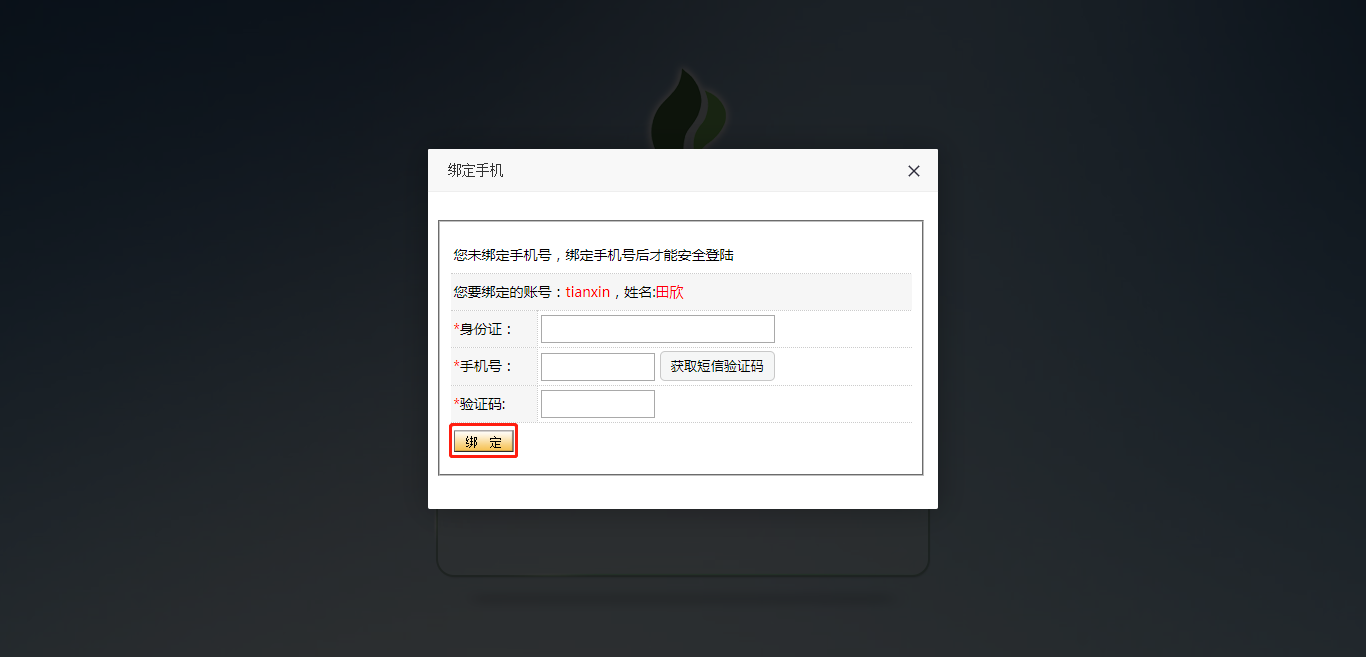 绑定手机
您未绑定手机号，绑定手机号后才能安全登陆
您要绑定的账号：tianxin，姓名:田欣
*身份证：
*手机号： 获取短信验证码
*验证码:
绑 定